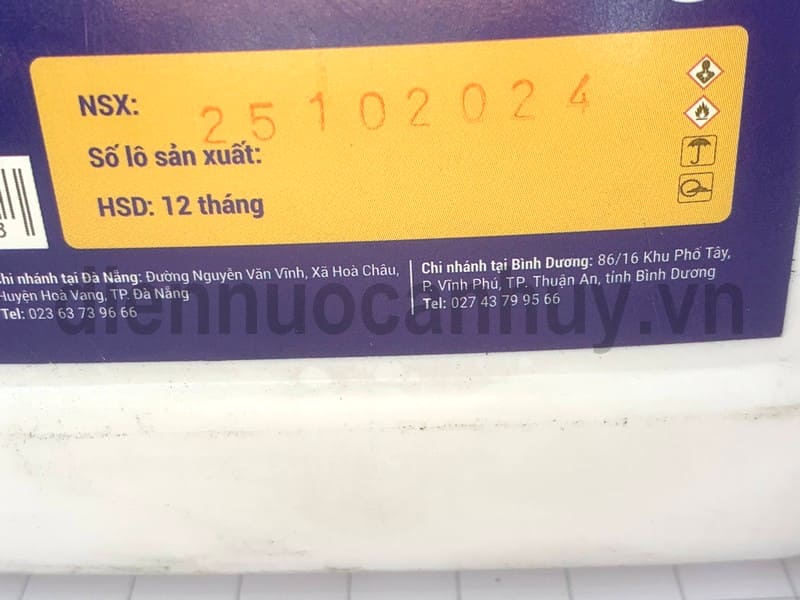 NSX: 25102024
Số lô sản xuất:
HSD: 12 tháng
8
Chi nhánh tại Đà Nẵng: Đường Nguyễn Văn Vĩnh, Xã Hoà Châu,
Huyện Hoà Vang, TP. Đà Nẵng
Tel: 023 63 73 96 66
Chi nhánh tại Bình Dương: 86/16 Khu Phố Tây,
P. Vĩnh Phú, TP. Thuận An, tỉnh Bình Dương
Tel: 027 43 79 95 66
diennuocanhuy.vn